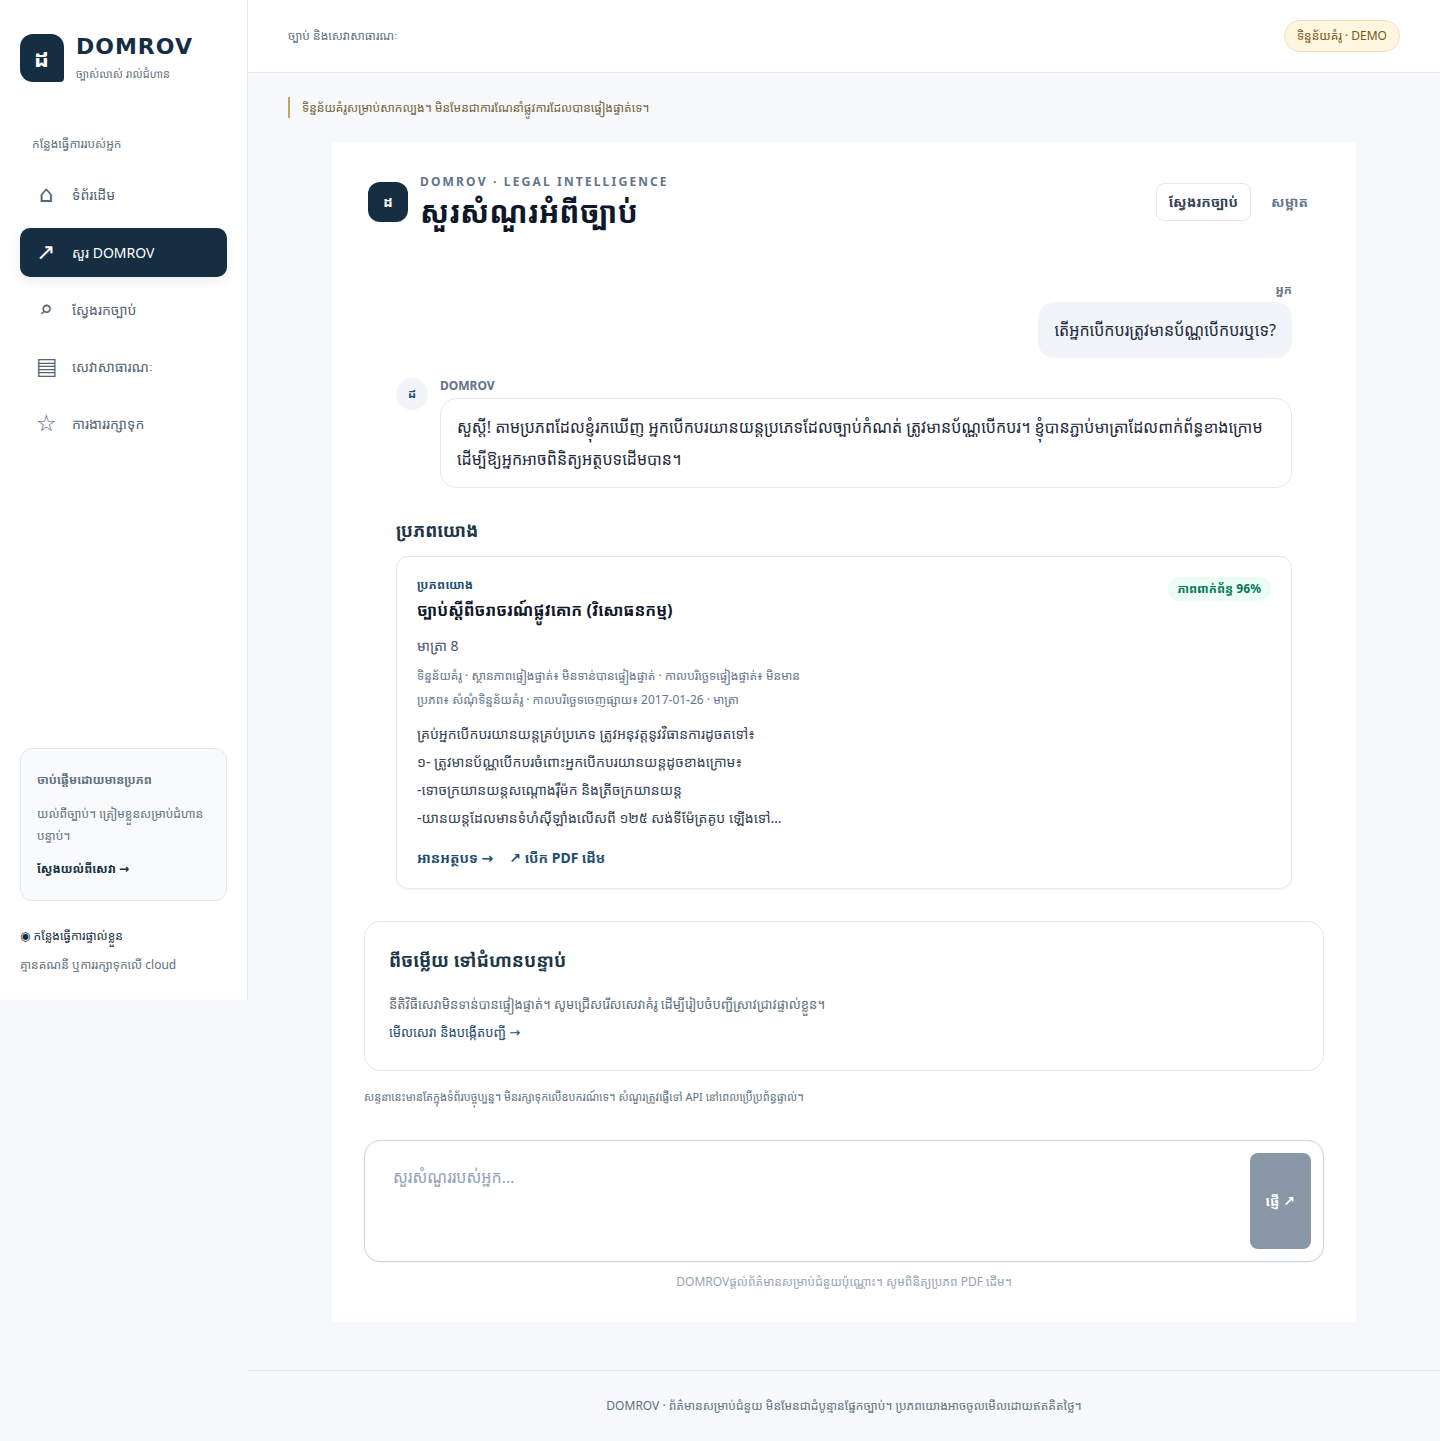 ដ
DOMROV
ច្បាស់លាស់ រាល់ជំហាន
កន្លែងធ្វើការរបស់អ្នក
ទំព័រដើម
សួរ DOMROV
ស្វែងរកច្បាប់
សេវាសាធារណៈ
ការងាររក្សាទុក
ចាប់ផ្តើមដោយមានប្រភព
យល់ពីច្បាប់។ ត្រៀមខ្លួនសម្រាប់ជំហាន
បន្ទាប់។
ស្វែងយល់ពីសេវា →
◉ កន្លែងធ្វើការផ្ទាល់ខ្លួន
គ្មានគណនី ឬការរក្សាទុកលើ cloud
ច្បាប់ និងសេវាសាធារណៈ
ទិន្នន័យគំរូ · DEMO
ទិន្នន័យគំរូសម្រាប់សាកល្បង។ មិនមែនជាការណែនាំផ្លូវការដែលបានផ្ទៀងផ្ទាត់ទេ។
ដ
DOMROV · LEGAL INTELLIGENCE
សួរសំណួរអំពីច្បាប់
ស្វែងរកច្បាប់
សម្អាត
អ្នក
តើអ្នកបើកបរត្រូវមានប័ណ្ណបើកបរឬទេ?
ដ
DOMROV
សួស្តី! តាមប្រភពដែលខ្ញុំរកឃើញ អ្នកបើកបរយានយន្តប្រភេទដែលច្បាប់កំណត់ ត្រូវមានប័ណ្ណបើកបរ។ ខ្ញុំបានភ្ជាប់មាត្រាដែលពាក់ព័ន្ធខាងក្រោម
ដើម្បីឱ្យអ្នកអាចពិនិត្យអត្ថបទដើមបាន។
ប្រភពយោង
ប្រភពយោង
ភាពពាក់ព័ន្ធ 96%
ច្បាប់ស្តីពីចរាចរណ៍ផ្លូវគោក (វិសោធនកម្ម)
មាត្រា 8
ទិន្នន័យគំរូ · ស្ថានភាពផ្ទៀងផ្ទាត់៖ មិនទាន់បានផ្ទៀងផ្ទាត់ · កាលបរិច្ឆេទផ្ទៀងផ្ទាត់៖ មិនមាន
ប្រភព៖ សំណុំទិន្នន័យគំរូ · កាលបរិច្ឆេទចេញផ្សាយ៖ 2017-01-26 · មាត្រា
គ្រប់អ្នកបើកបរយានយន្តគ្រប់ប្រភេទ ត្រូវអនុវត្តនូវវិធានការដូចតទៅ៖
១- ត្រូវមានប័ណ្ណបើកបរចំពោះអ្នកបើកបរយានយន្តដូចខាងក្រោម៖
-ទោចក្រយានយន្តសណ្តោងរ៉ឺម៉ក និងត្រីចក្រយានយន្ត
-យានយន្តដែលមានទំហំស៊ីឡាំងលើសពី ១២៥ សង់ទីម៉ែត្រគូប ឡើងទៅ...
អានអត្ថបទ →
↗ បើក PDF ដើម
ពីចម្លើយ ទៅជំហានបន្ទាប់
នីតិវិធីសេវាមិនទាន់បានផ្ទៀងផ្ទាត់។ សូមជ្រើសរើសសេវាគំរូ ដើម្បីរៀបចំបញ្ជីស្រាវជ្រាវផ្ទាល់ខ្លួន។
មើលសេវា និងបង្កើតបញ្ជី →
សន្ទនានេះមានតែក្នុងទំព័របច្ចុប្បន្ន។ មិនរក្សាទុកលើឧបករណ៍ទេ។ សំណួរត្រូវផ្ញើទៅ API នៅពេលប្រើប្រព័ន្ធផ្ទាល់។
សួរសំណួររបស់អ្នក...
ផ្ញើ ↗
DOMROVផ្តល់ព័ត៌មានសម្រាប់ជំនួយប៉ុណ្ណោះ។ សូមពិនិត្យប្រភព PDF ដើម។
DOMROV · ព័ត៌មានសម្រាប់ជំនួយ មិនមែនជាដំបូន្មានផ្នែកច្បាប់។ ប្រភពយោងអាចចូលមើលដោយឥតគិតថ្លៃ។